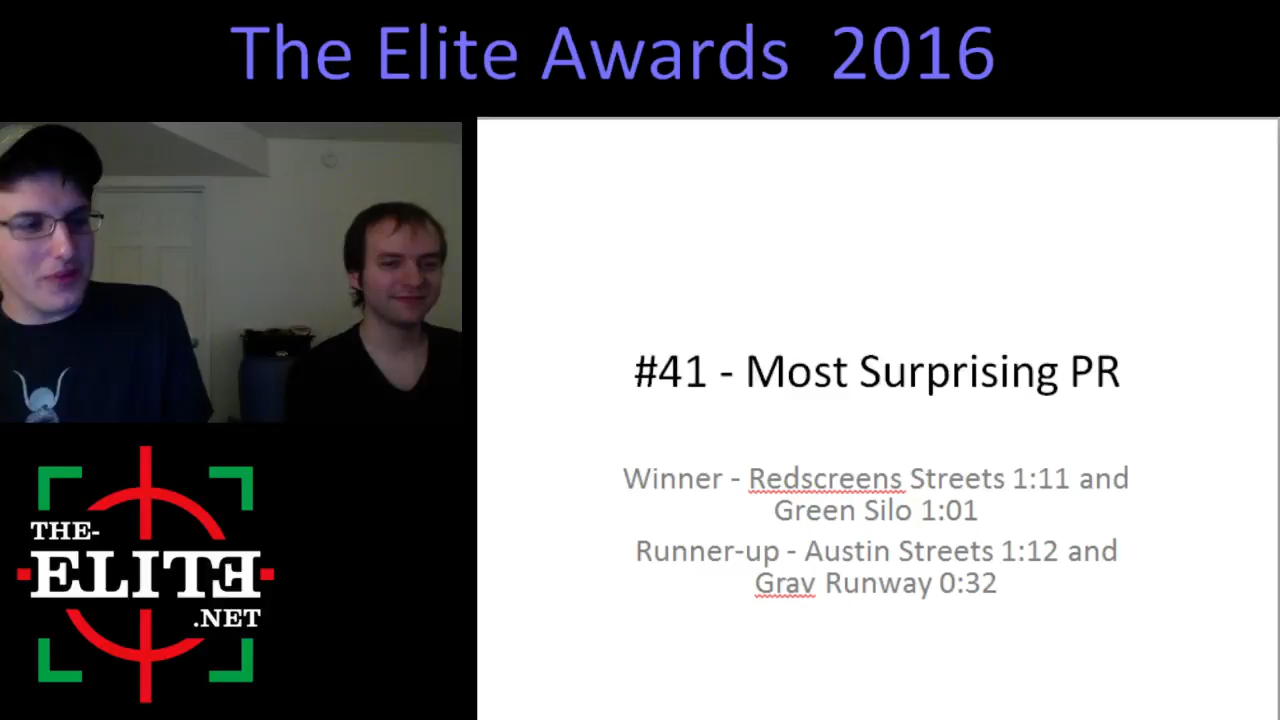 The Elite Awards 2016
#41 - Most Surprising PR
Winner - Redscreens Streets 1:11 and
Green Silo 1:01
Runner-up - Austin Streets 1:12 and
Grav Runway 0:32
THE-
ELITE
.NET